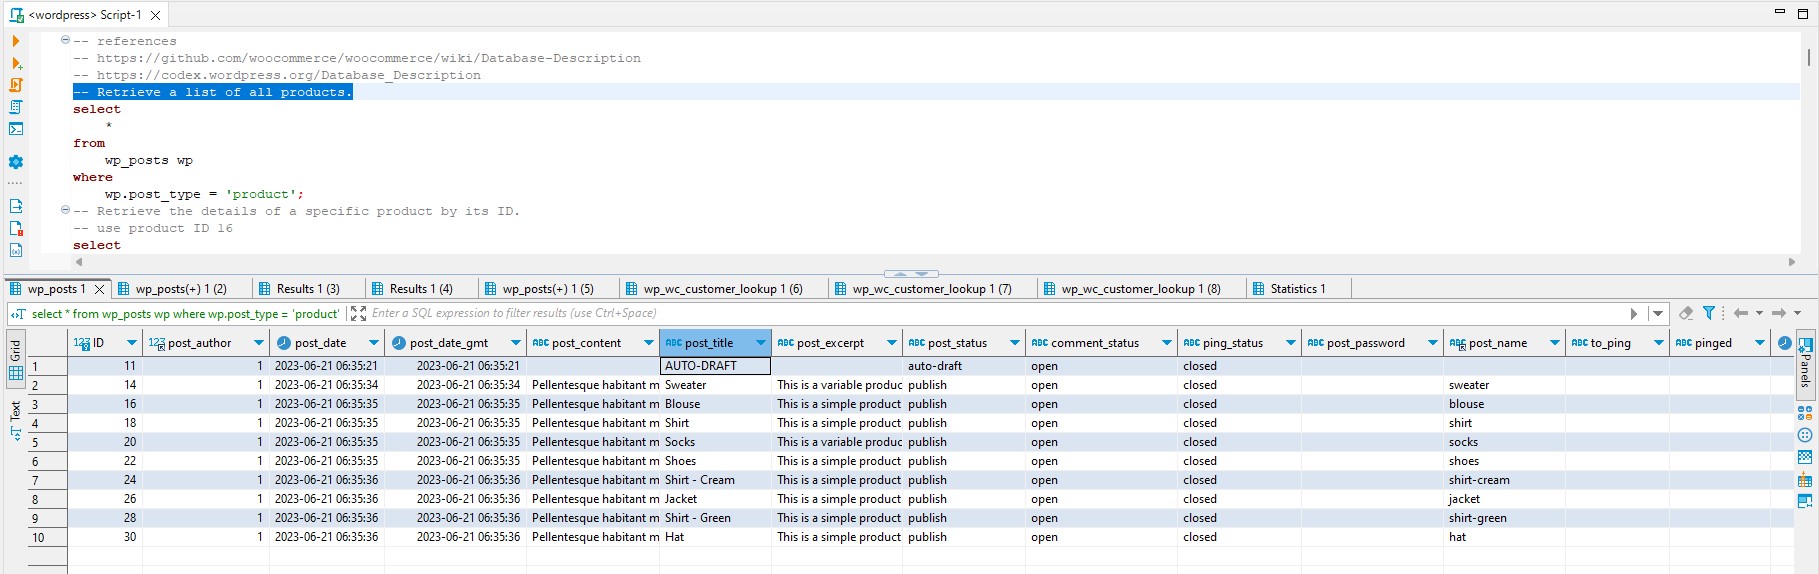 <wordpress> Script-1
-- references
-- https://github.com/woocommerce/woocommerce/wiki/Database-Description
-- https://codex.wordpress.org/Database_Description
-- Retrieve a list of all products.
select
*
from
wp_posts wp
where
wp.post_type = 'product';
-- Retrieve the details of a specific product by its ID.
-- use product ID 16
select
wp_posts 1 wp_posts(+) 1 (2) Results 1 (3) Results 1 (4) wp_posts(+) 1 (5) wp_wc_customer_lookup 1 (6) wp_wc_customer_lookup 1 (7) wp_wc_customer_lookup 1 (8) Statistics 1
select * from wp_posts wp where wp.post_type = 'product' Enter a SQL expression to filter results (use Ctrl+Space)
Grid
Text
Panels
123 ID 123 post_author post_date post_date_gmt ABC post_content ABC post_title ABC post_excerpt ABC post_status ABC comment_status ABC ping_status ABC post_password ABC post_name ABC to_ping ABC pinged
1 11 1 2023-06-21 06:35:21 2023-06-21 06:35:21 AUTO-DRAFT auto-draft open closed
2 14 1 2023-06-21 06:35:34 2023-06-21 06:35:34 Pellentesque habitant m Sweater This is a variable produc publish open closed sweater
3 16 1 2023-06-21 06:35:35 2023-06-21 06:35:35 Pellentesque habitant m Blouse This is a simple product publish open closed blouse
4 18 1 2023-06-21 06:35:35 2023-06-21 06:35:35 Pellentesque habitant m Shirt This is a simple product publish open closed shirt
5 20 1 2023-06-21 06:35:35 2023-06-21 06:35:35 Pellentesque habitant m Socks This is a variable produc publish open closed socks
6 22 1 2023-06-21 06:35:35 2023-06-21 06:35:35 Pellentesque habitant m Shoes This is a simple product publish open closed shoes
7 24 1 2023-06-21 06:35:36 2023-06-21 06:35:36 Pellentesque habitant m Shirt - Cream This is a simple product publish open closed shirt-cream
8 26 1 2023-06-21 06:35:36 2023-06-21 06:35:36 Pellentesque habitant m Jacket This is a simple product publish open closed jacket
9 28 1 2023-06-21 06:35:36 2023-06-21 06:35:36 Pellentesque habitant m Shirt - Green This is a simple product publish open closed shirt-green
10 30 1 2023-06-21 06:35:36 2023-06-21 06:35:36 Pellentesque habitant m Hat This is a simple product publish open closed hat